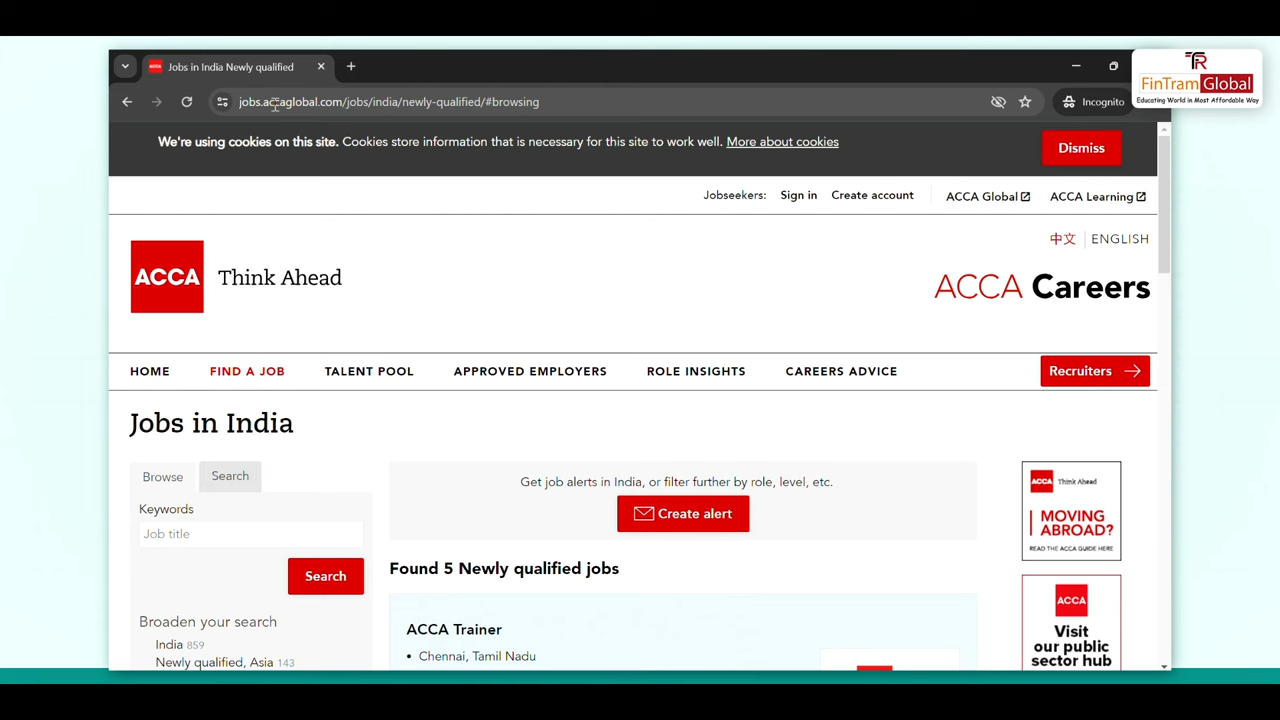 Jobs in India Newly qualified
TR
FinTram Global
Educating World in Most Affordable Way
jobs.accaglobal.com/jobs/india/newly-qualified/#browsing
Incognito
We're using cookies on this site. Cookies store information that is necessary for this site to work well. More about cookies
Dismiss
Jobseekers: Sign in Create account ACCA Global ACCA Learning
中文 ENGLISH
ACCA Think Ahead
ACCA Careers
HOME FIND A JOB TALENT POOL APPROVED EMPLOYERS ROLE INSIGHTS CAREERS ADVICE Recruiters
Jobs in India
Browse Search
Keywords
Job title
Search
Broaden your search
India 859
Newly qualified, Asia 143
Get job alerts in India, or filter further by role, level, etc.
Create alert
Found 5 Newly qualified jobs
ACCA Trainer
• Chennai, Tamil Nadu
ACCA Think Ahead
MOVING
ABROAD?
READ THE ACCA GUIDE HERE
ACCA
Visit
our public
sector hub